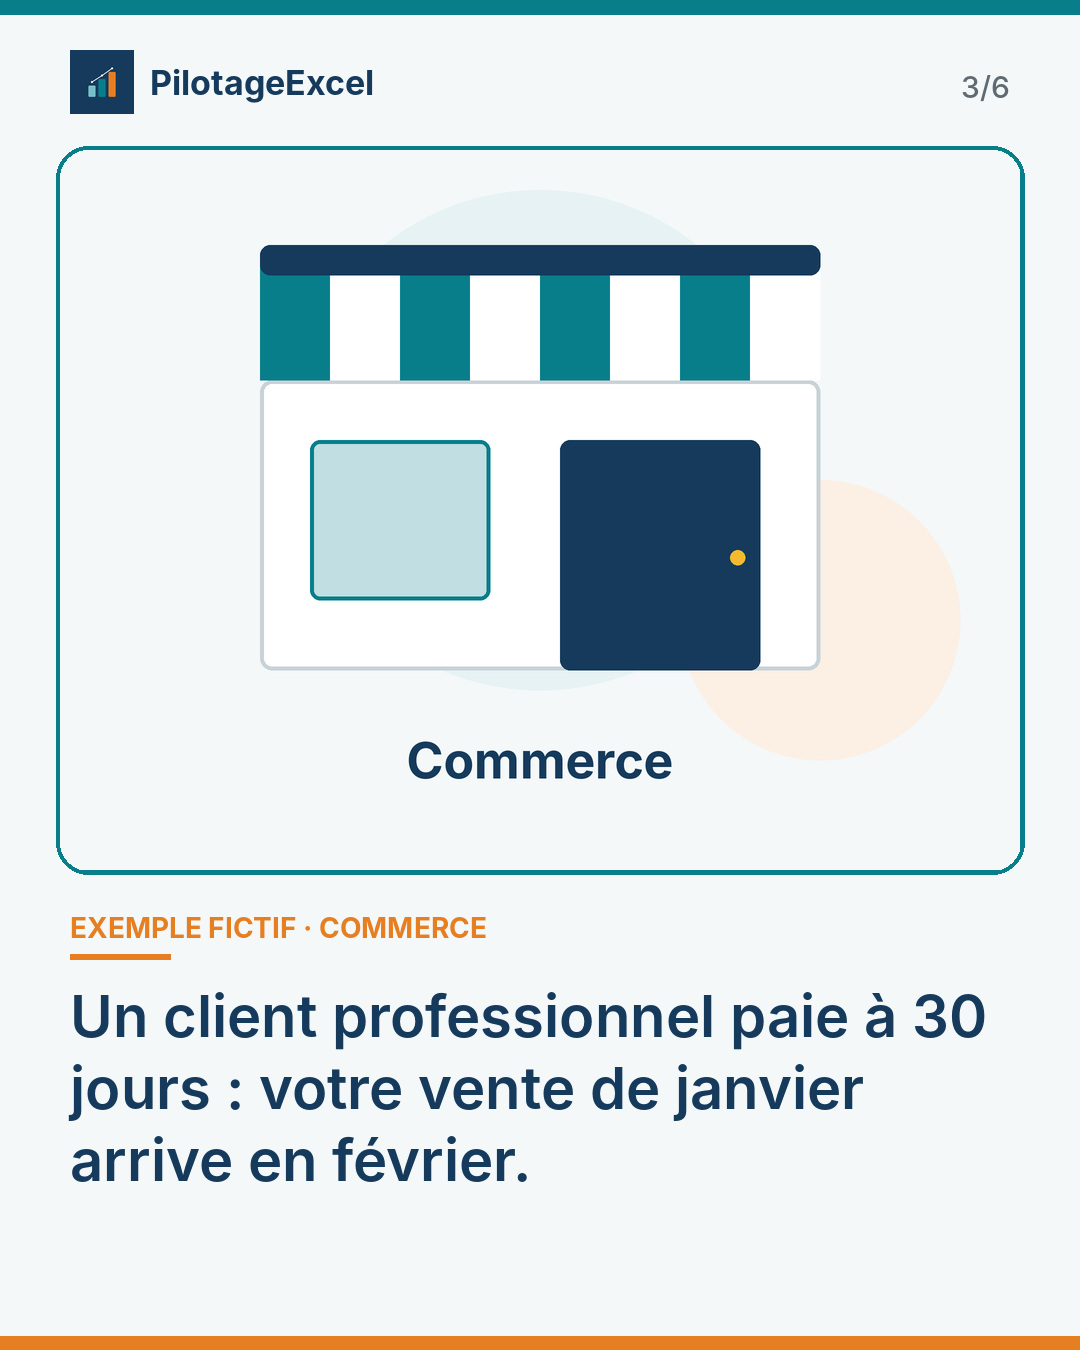 PilotageExcel
3/6
Commerce
EXEMPLE FICTIF · COMMERCE
Un client professionnel paie à 30
jours : votre vente de janvier
arrive en février.